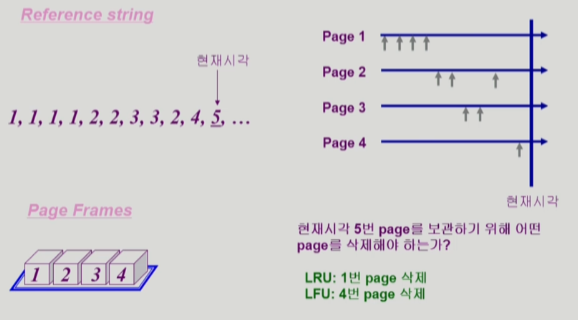 Reference string
현재시각
1, 1, 1, 1, 2, 2, 3, 3, 2, 4, 5, ...
Page 1
Page 2
Page 3
Page 4
현재시각
Page Frames
1 2 3 4
현재시각 5번 page를 보관하기 위해 어떤
page를 삭제해야 하는가?
LRU: 1번 page 삭제
LFU: 4번 page 삭제